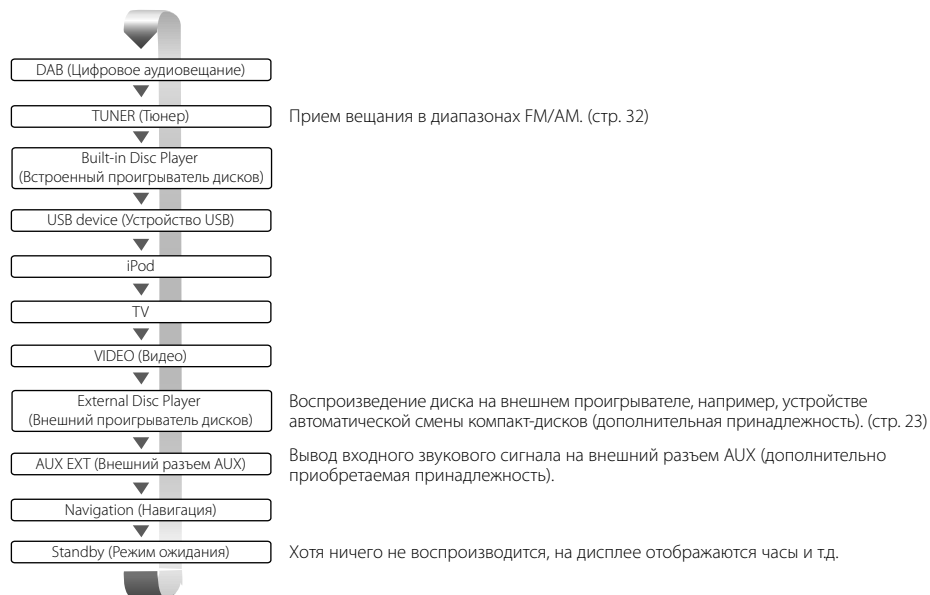 DAB (Цифровое аудиовещание)
TUNER (Тюнер)
Прием вещания в диапазонах FM/AM. (стр. 32)
Built-in Disc Player
(Встроенный проигрыватель дисков)
USB device (Устройство USB)
iPod
TV
VIDEO (Видео)
External Disc Player
(Внешний проигрыватель дисков)
Воспроизведение диска на внешнем проигрывателе, например, устройстве
автоматической смены компакт-дисков (дополнительная принадлежность). (стр. 23)
AUX EXT (Внешний разъем AUX)
Вывод входного звукового сигнала на внешний разъем AUX (дополнительно
приобретаемая принадлежность).
Navigation (Навигация)
Standby (Режим ожидания)
Хотя ничего не воспроизводится, на дисплее отображаются часы и т.д.